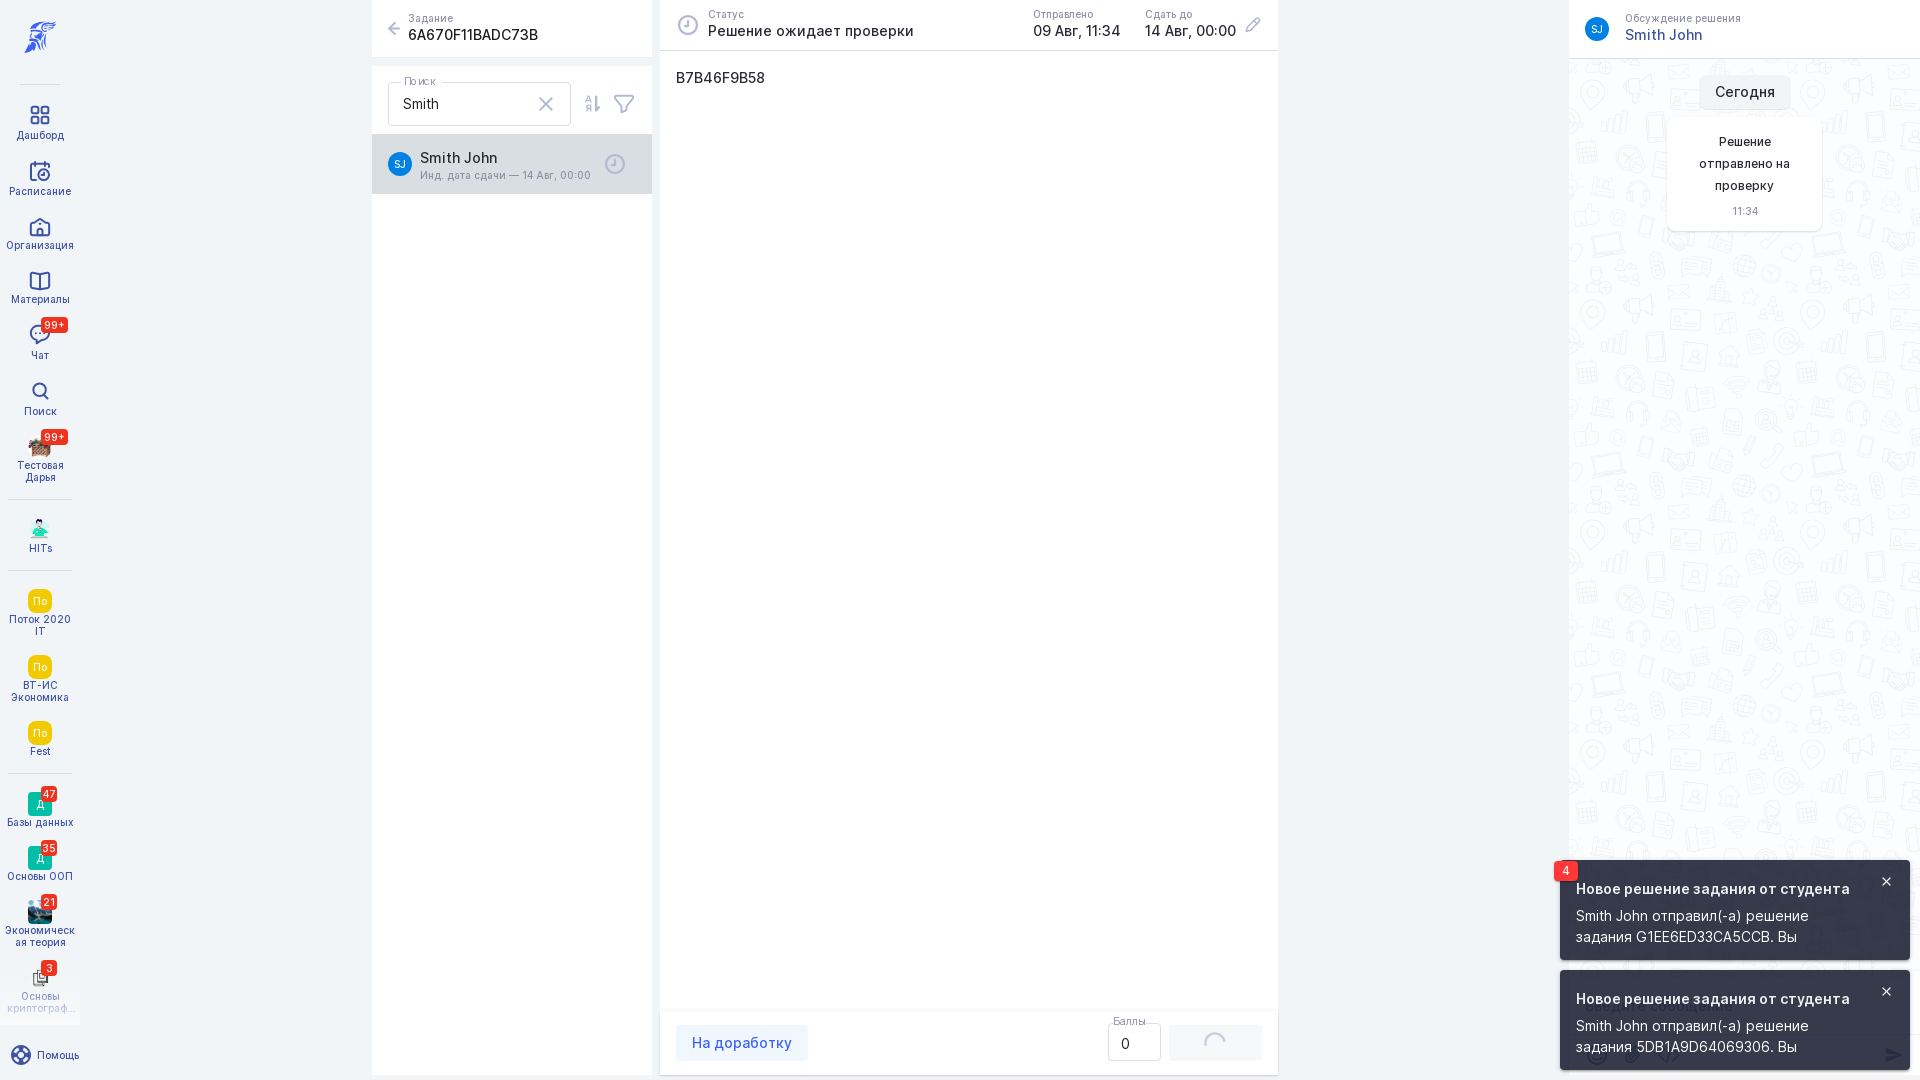 Дашборд
Расписание
Организация
Материалы
99+
Чат
Поиск
99+
Тестовая
Дарья
HITs
По
Поток 2020
IT
По
ВТ-ИС
Экономика
По
Fest
47
Д
Базы данных
35
Д
Основы ООП
21
Экономическ
ая теория
3
Основы
криптограф...
Помощь
Задание
6A670F11BADC73B
Поиск
Smith
SJ
Smith John
Инд. дата сдачи — 14 Авг, 00:00
Статус
Решение ожидает проверки
Отправлено
09 Авг, 11:34
Сдать до
14 Авг, 00:00
B7B46F9B58
На доработку
Баллы
0
SJ
Обсуждение решения
Smith John
Сегодня
Решение
отправлено на
проверку
11:34
4
Новое решение задания от студента
Smith John отправил(-а) решение
задания G1EE6ED33CA5CCB. Вы
Новое решение задания от студента
Smith John отправил(-а) решение
задания 5DB1A9D64069306. Вы